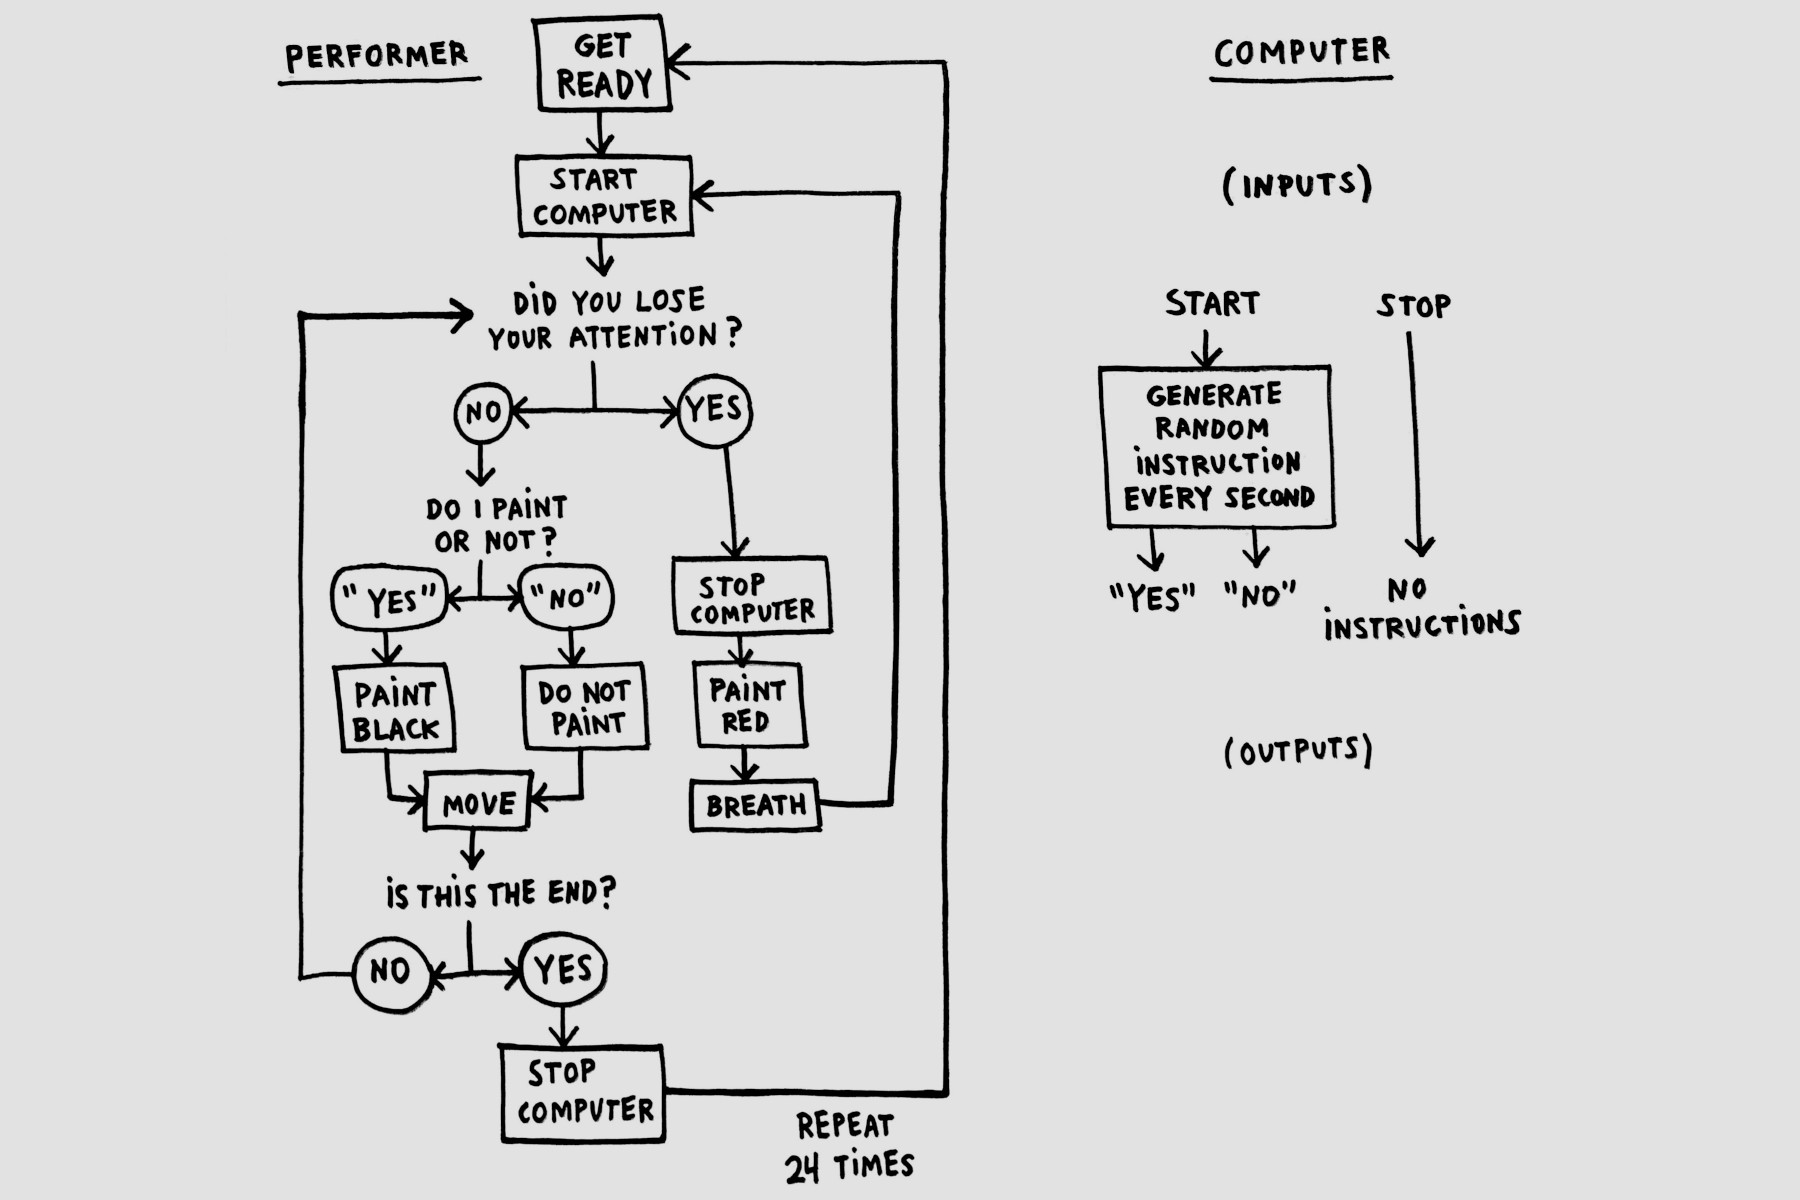 PERFORMER
GET
READY
START
COMPUTER
DID YOU LOSE
YOUR ATTENTION?
NO
YES
DO I PAINT
OR NOT?
"YES"
"NO"
STOP
COMPUTER
PAINT
BLACK
DO NOT
PAINT
PAINT
RED
MOVE
BREATH
IS THIS THE END?
NO
YES
STOP
COMPUTER
REPEAT
24 TIMES
COMPUTER
(INPUTS)
START
STOP
GENERATE
RANDOM
INSTRUCTION
EVERY SECOND
"YES"
"NO"
NO
INSTRUCTIONS
(OUTPUTS)